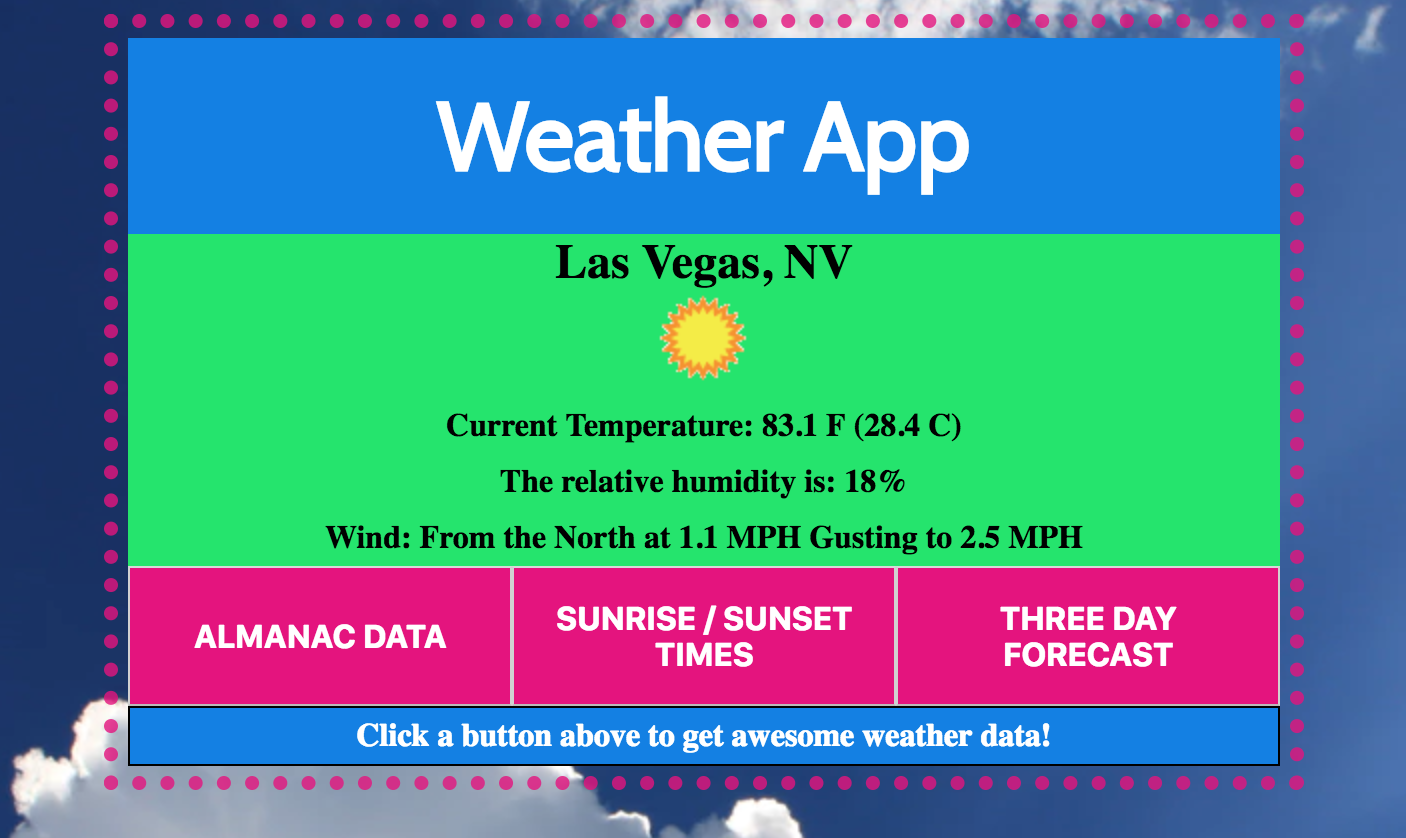 Weather App
Las Vegas, NV
Current Temperature: 83.1 F (28.4 C)
The relative humidity is: 18%
Wind: From the North at 1.1 MPH Gusting to 2.5 MPH
ALMANAC DATA
SUNRISE / SUNSET
TIMES
THREE DAY
FORECAST
Click a button above to get awesome weather data!